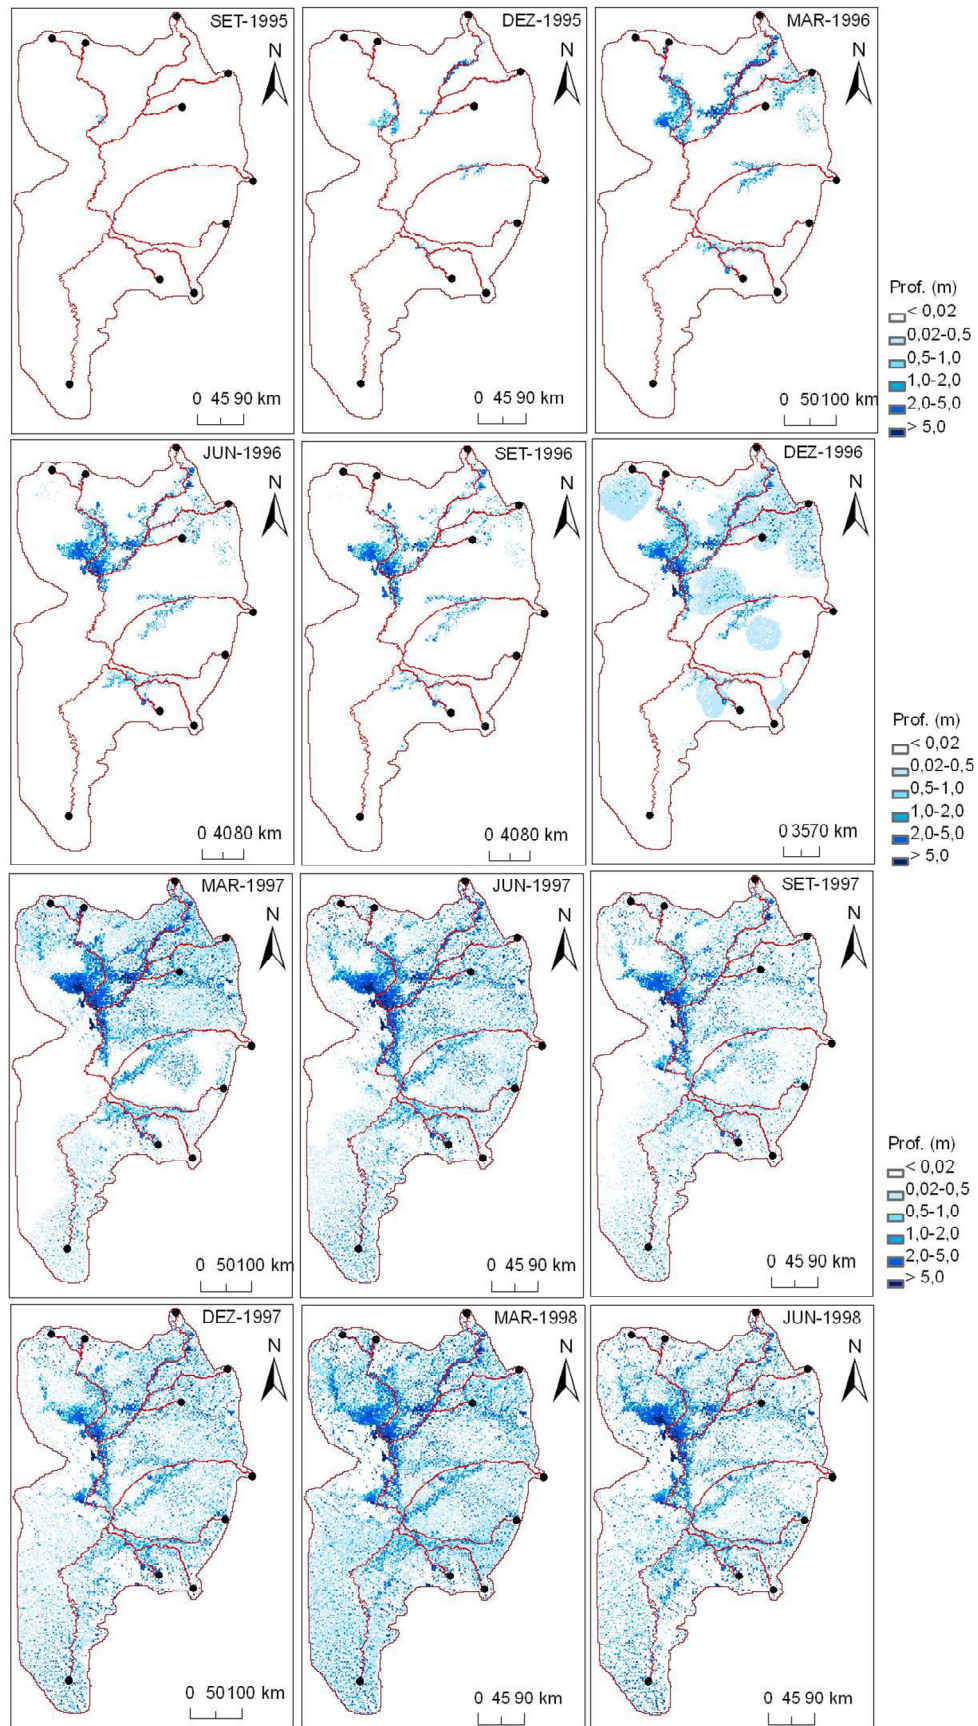 SET-1995
N
0 45 90 km
DEZ-1995
N
0 45 90 km
MAR-1996
N
0 50 100 km
Prof. (m)
< 0,02
0,02-0,5
0,5-1,0
1,0-2,0
2,0-5,0
> 5,0
JUN-1996
N
0 40 80 km
SET-1996
N
0 40 80 km
DEZ-1996
N
0 35 70 km
Prof. (m)
< 0,02
0,02-0,5
0,5-1,0
1,0-2,0
2,0-5,0
> 5,0
MAR-1997
N
0 50 100 km
JUN-1997
N
0 45 90 km
SET-1997
N
0 45 90 km
Prof. (m)
< 0,02
0,02-0,5
0,5-1,0
1,0-2,0
2,0-5,0
> 5,0
DEZ-1997
N
0 50 100 km
MAR-1998
N
0 45 90 km
JUN-1998
N
0 45 90 km